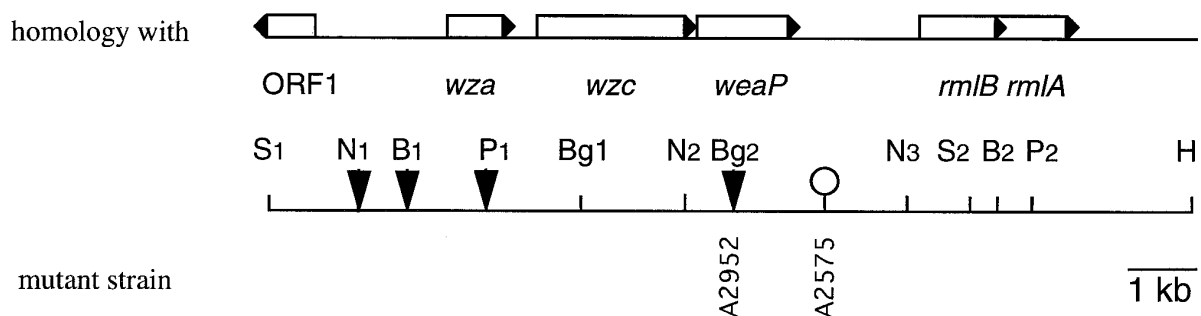 homology with
ORF1 wza wzc weaP rmlB rmlA
S1 N1 B1 P1 Bg1 N2 Bg2 N3 S2 B2 P2 H
A2952 A2575
mutant strain
1 kb